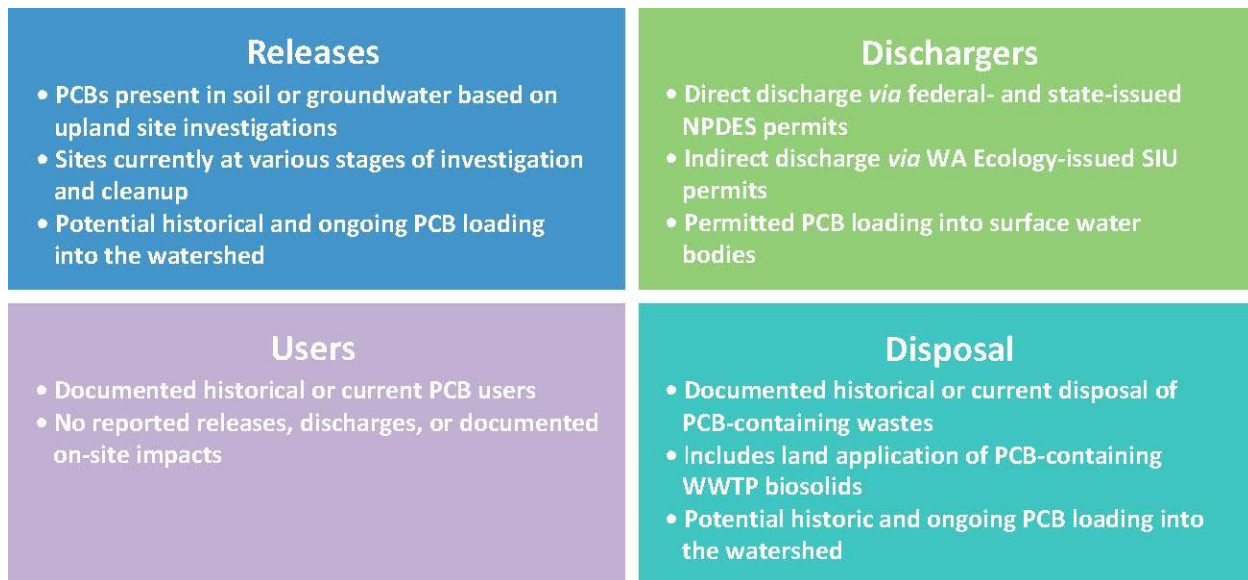 Releases
• PCBs present in soil or groundwater based on
upland site investigations
• Sites currently at various stages of investigation
and cleanup
• Potential historical and ongoing PCB loading
into the watershed
Dischargers
• Direct discharge via federal- and state-issued
NPDES permits
• Indirect discharge via WA Ecology-issued SIU
permits
• Permitted PCB loading into surface water
bodies
Users
• Documented historical or current PCB users
• No reported releases, discharges, or documented
on-site impacts
Disposal
• Documented historical or current disposal of
PCB-containing wastes
• Includes land application of PCB-containing
WWTP biosolids
• Potential historic and ongoing PCB loading into
the watershed